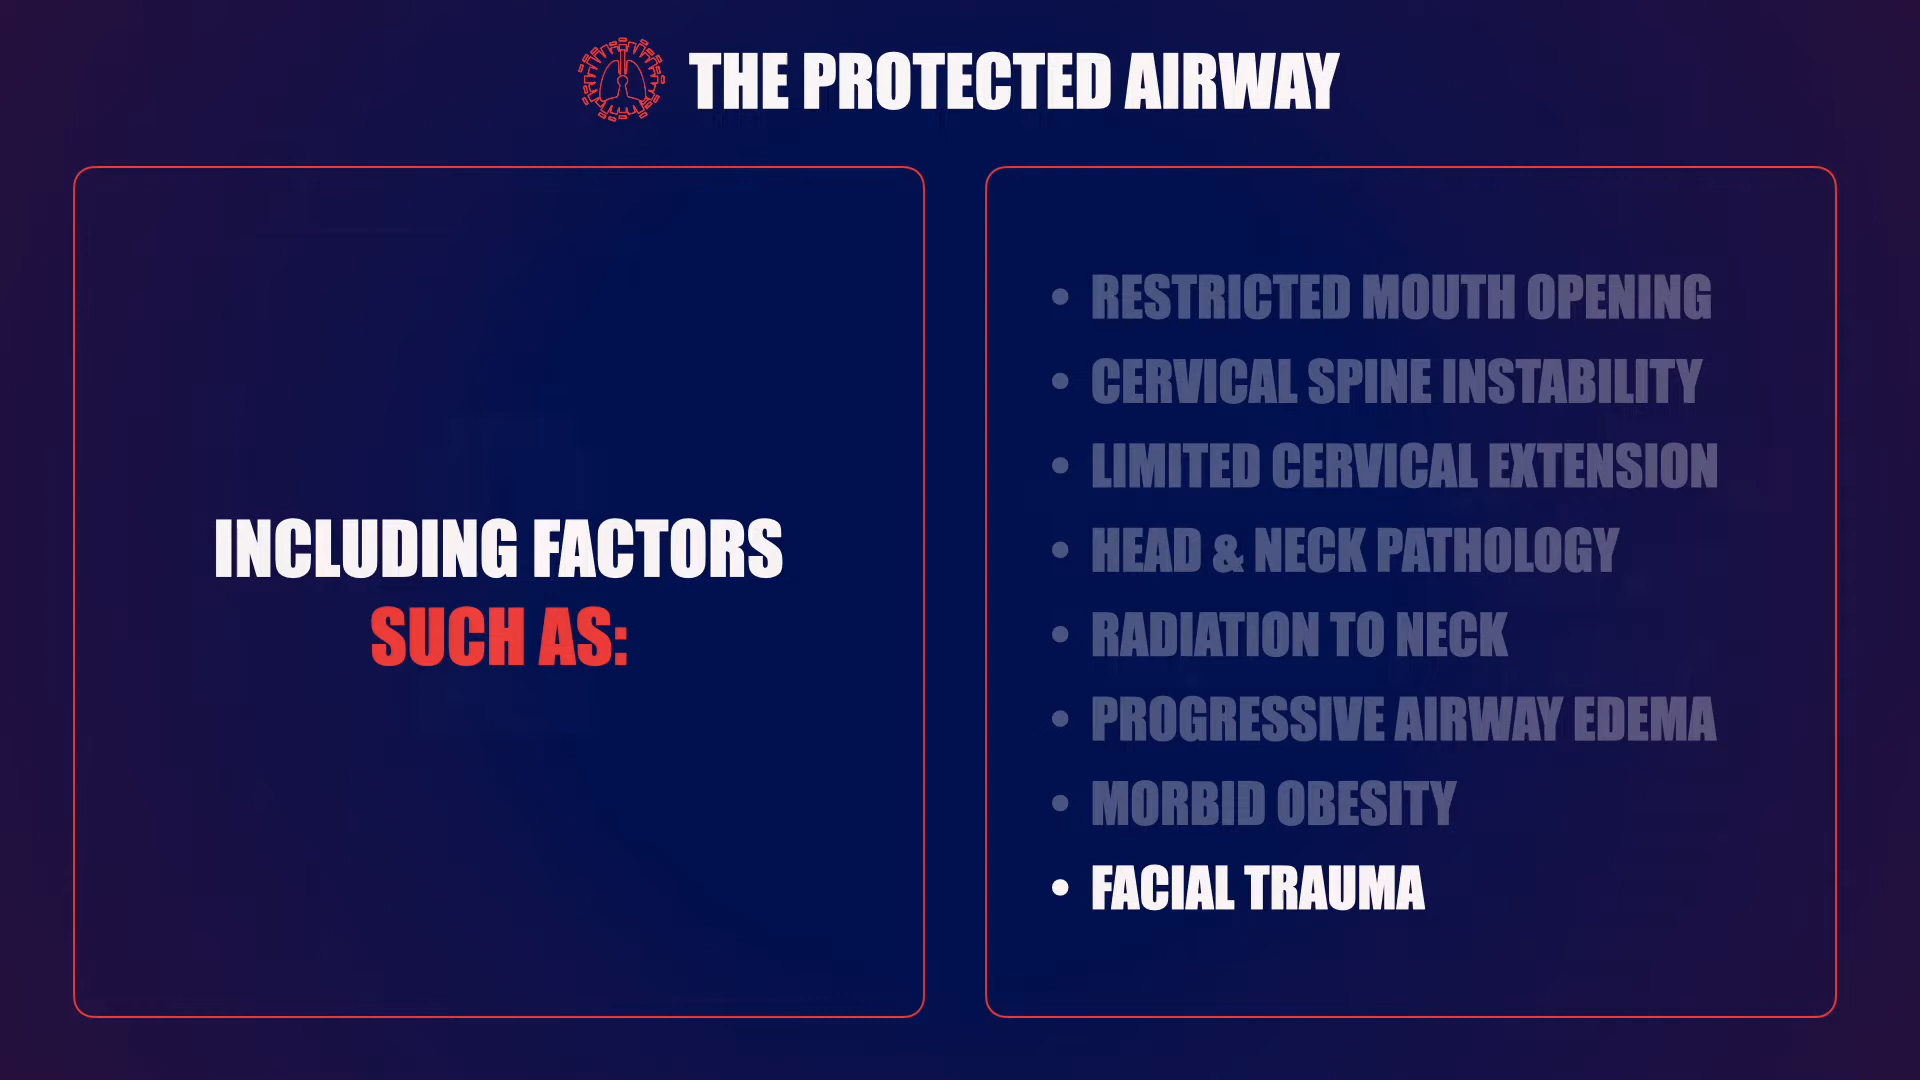 THE PROTECTED AIRWAY
INCLUDING FACTORS
SUCH AS:
• RESTRICTED MOUTH OPENING
• CERVICAL SPINE INSTABILITY
• LIMITED CERVICAL EXTENSION
• HEAD & NECK PATHOLOGY
• RADIATION TO NECK
• PROGRESSIVE AIRWAY EDEMA
• MORBID OBESITY
• FACIAL TRAUMA